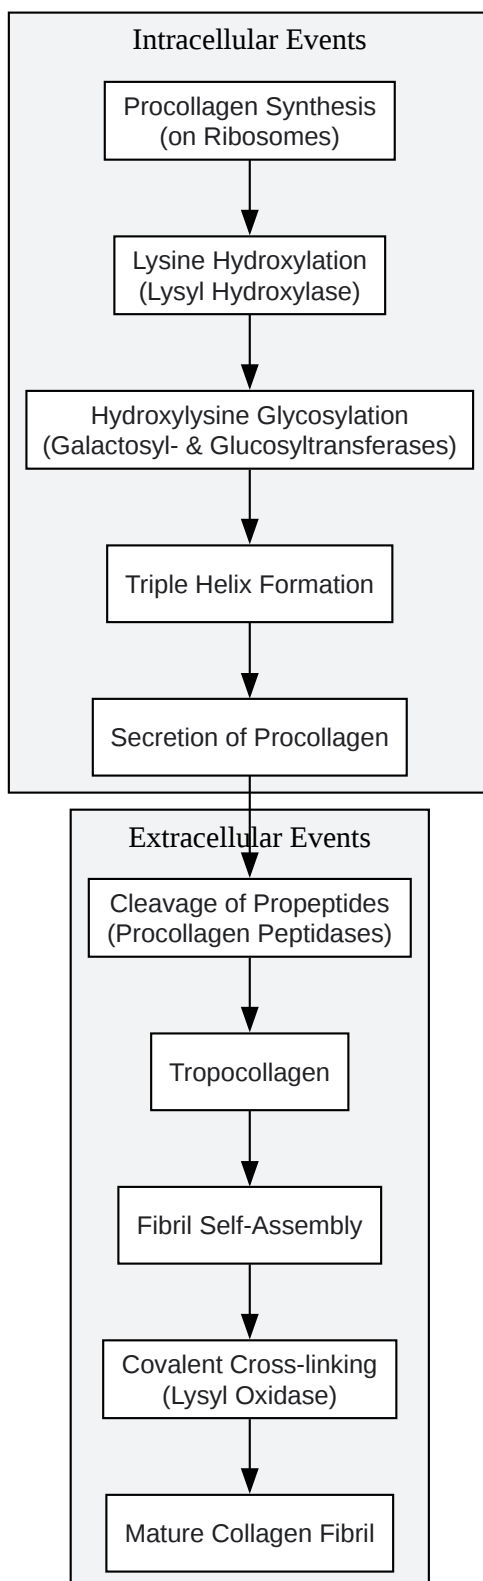 Intracellular Events
Procollagen Synthesis
(on Ribosomes)
Lysine Hydroxylation
(Lysyl Hydroxylase)
Hydroxylysine Glycosylation
(Galactosyl- & Glucosyltransferases)
Triple Helix Formation
Secretion of Procollagen
Extracellular Events
Cleavage of Propeptides
(Procollagen Peptidases)
Tropocollagen
Fibril Self-Assembly
Covalent Cross-linking
(Lysyl Oxidase)
Mature Collagen Fibril